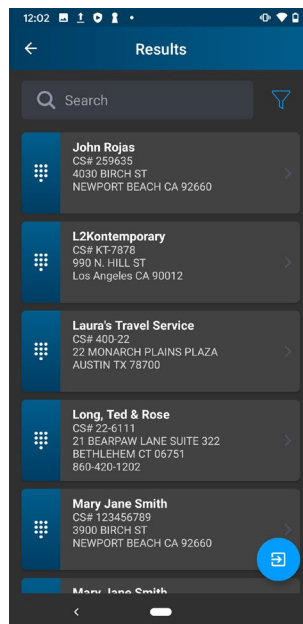 12:02
Results
Search
John Rojas
CS# 259635
4030 BIRCH ST
NEWPORT BEACH CA 92660
L2Kontemporary
CS# KT-7878
990 N. HILL ST
Los Angeles CA 90012
Laura's Travel Service
CS# 400-22
22 MONARCH PLAINS PLAZA
AUSTIN TX 78700
Long, Ted & Rose
CS# 22-6111
21 BEARPAW LANE SUITE 322
BETHLEHEM CT 06751
860-420-1202
Mary Jane Smith
CS# 123456789
3900 BIRCH ST
NEWPORT BEACH CA 92660
Mary Jane Smith